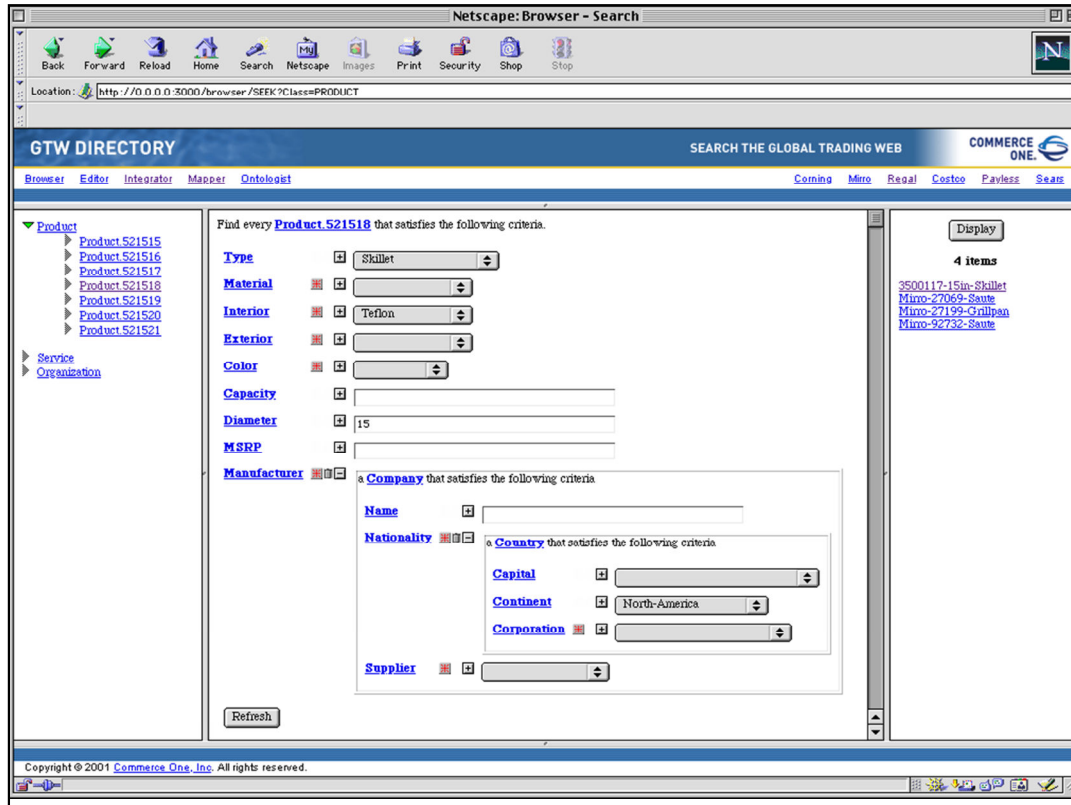 Netscape: Browser - Search
Back Forward Reload Home Search Netscape Images Print Security Shop Stop
My
N
Location: http://0.0.0.0:3000/browser/SEEK?Class=PRODUCT
GTW DIRECTORY SEARCH THE GLOBAL TRADING WEB COMMERCE ONE.
Browser Editor Integrator Mapper Ontologist Corning Mirro Regal Costco Payless Sears
Product
Product.521515
Product.521516
Product.521517
Product.521518
Product.521519
Product.521520
Product.521521
Service
Organization
Find every Product.521518 that satisfies the following criteria.
Type Skillet
Material
Interior Teflon
Exterior
Color
Capacity
Diameter 15
MSRP
Manufacturer a Company that satisfies the following criteria
Name
Nationality a Country that satisfies the following criteria
Capital
Continent North-America
Corporation
Supplier
Refresh
Display
4 items
3500117-15in-Skillet
Mirro-27069-Saute
Mirro-27199-Grillpan
Mirro-92732-Saute
Copyright © 2001 Commerce One, Inc. All rights reserved.